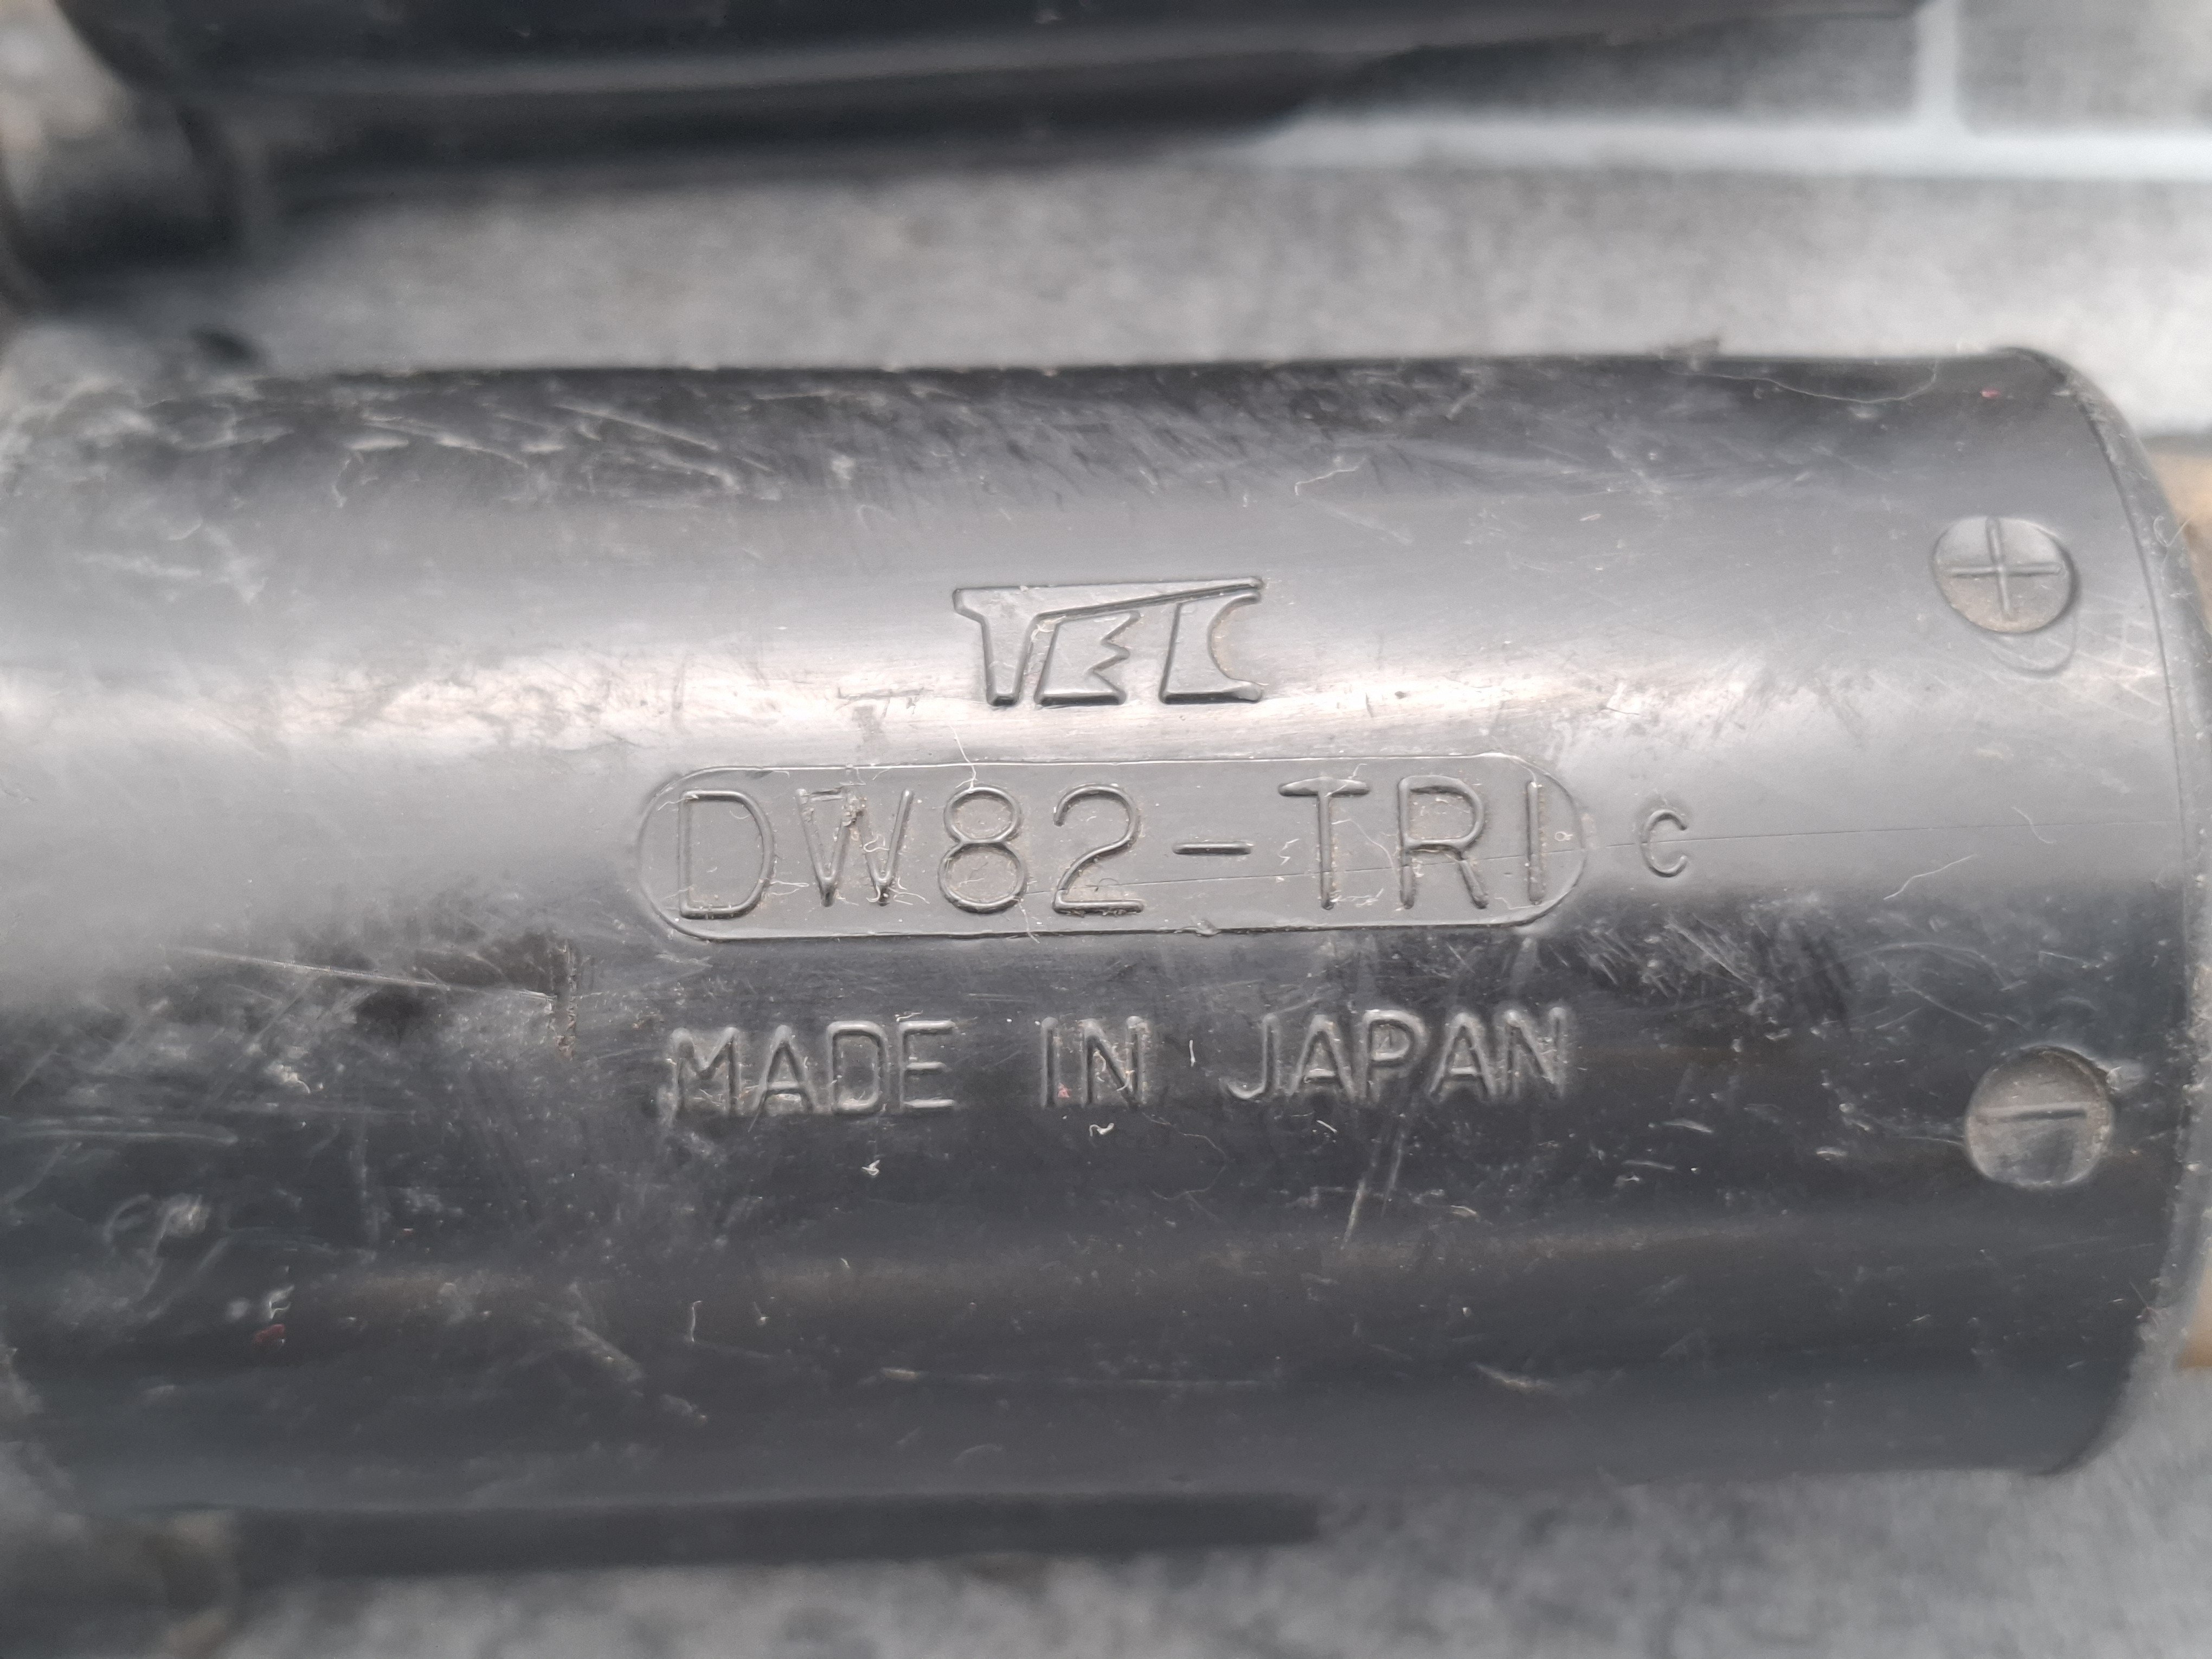 TEC
+
DW82-TRI C
MADE IN JAPAN
-